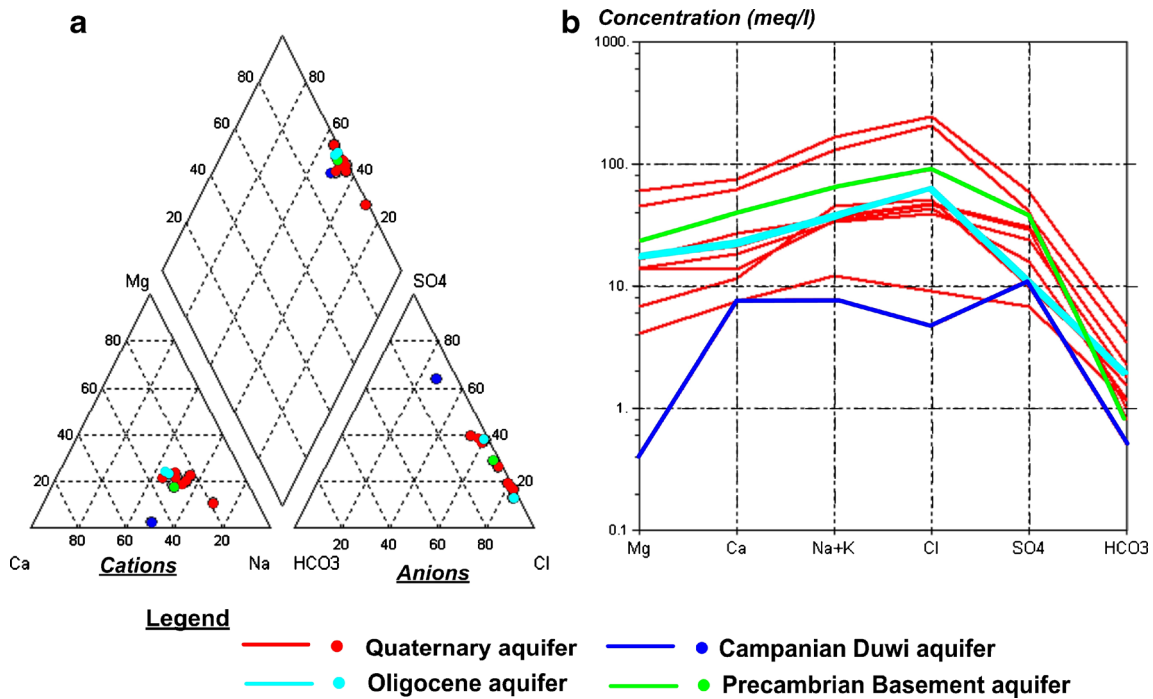 a
80
80
60
60
40
40
20
20
Mg
SO4
80
80
60
60
40
40
20
20
Ca
80
60
40
20
Na
HCO3
20
40
60
80
Cl
Cations
Anions
b
Concentration (meq/l)
1000.
100.
10.
1.
0.1
Mg Ca Na+K Cl SO4 HCO3
Legend
Quaternary aquifer
Campanian Duwi aquifer
Oligocene aquifer
Precambrian Basement aquifer